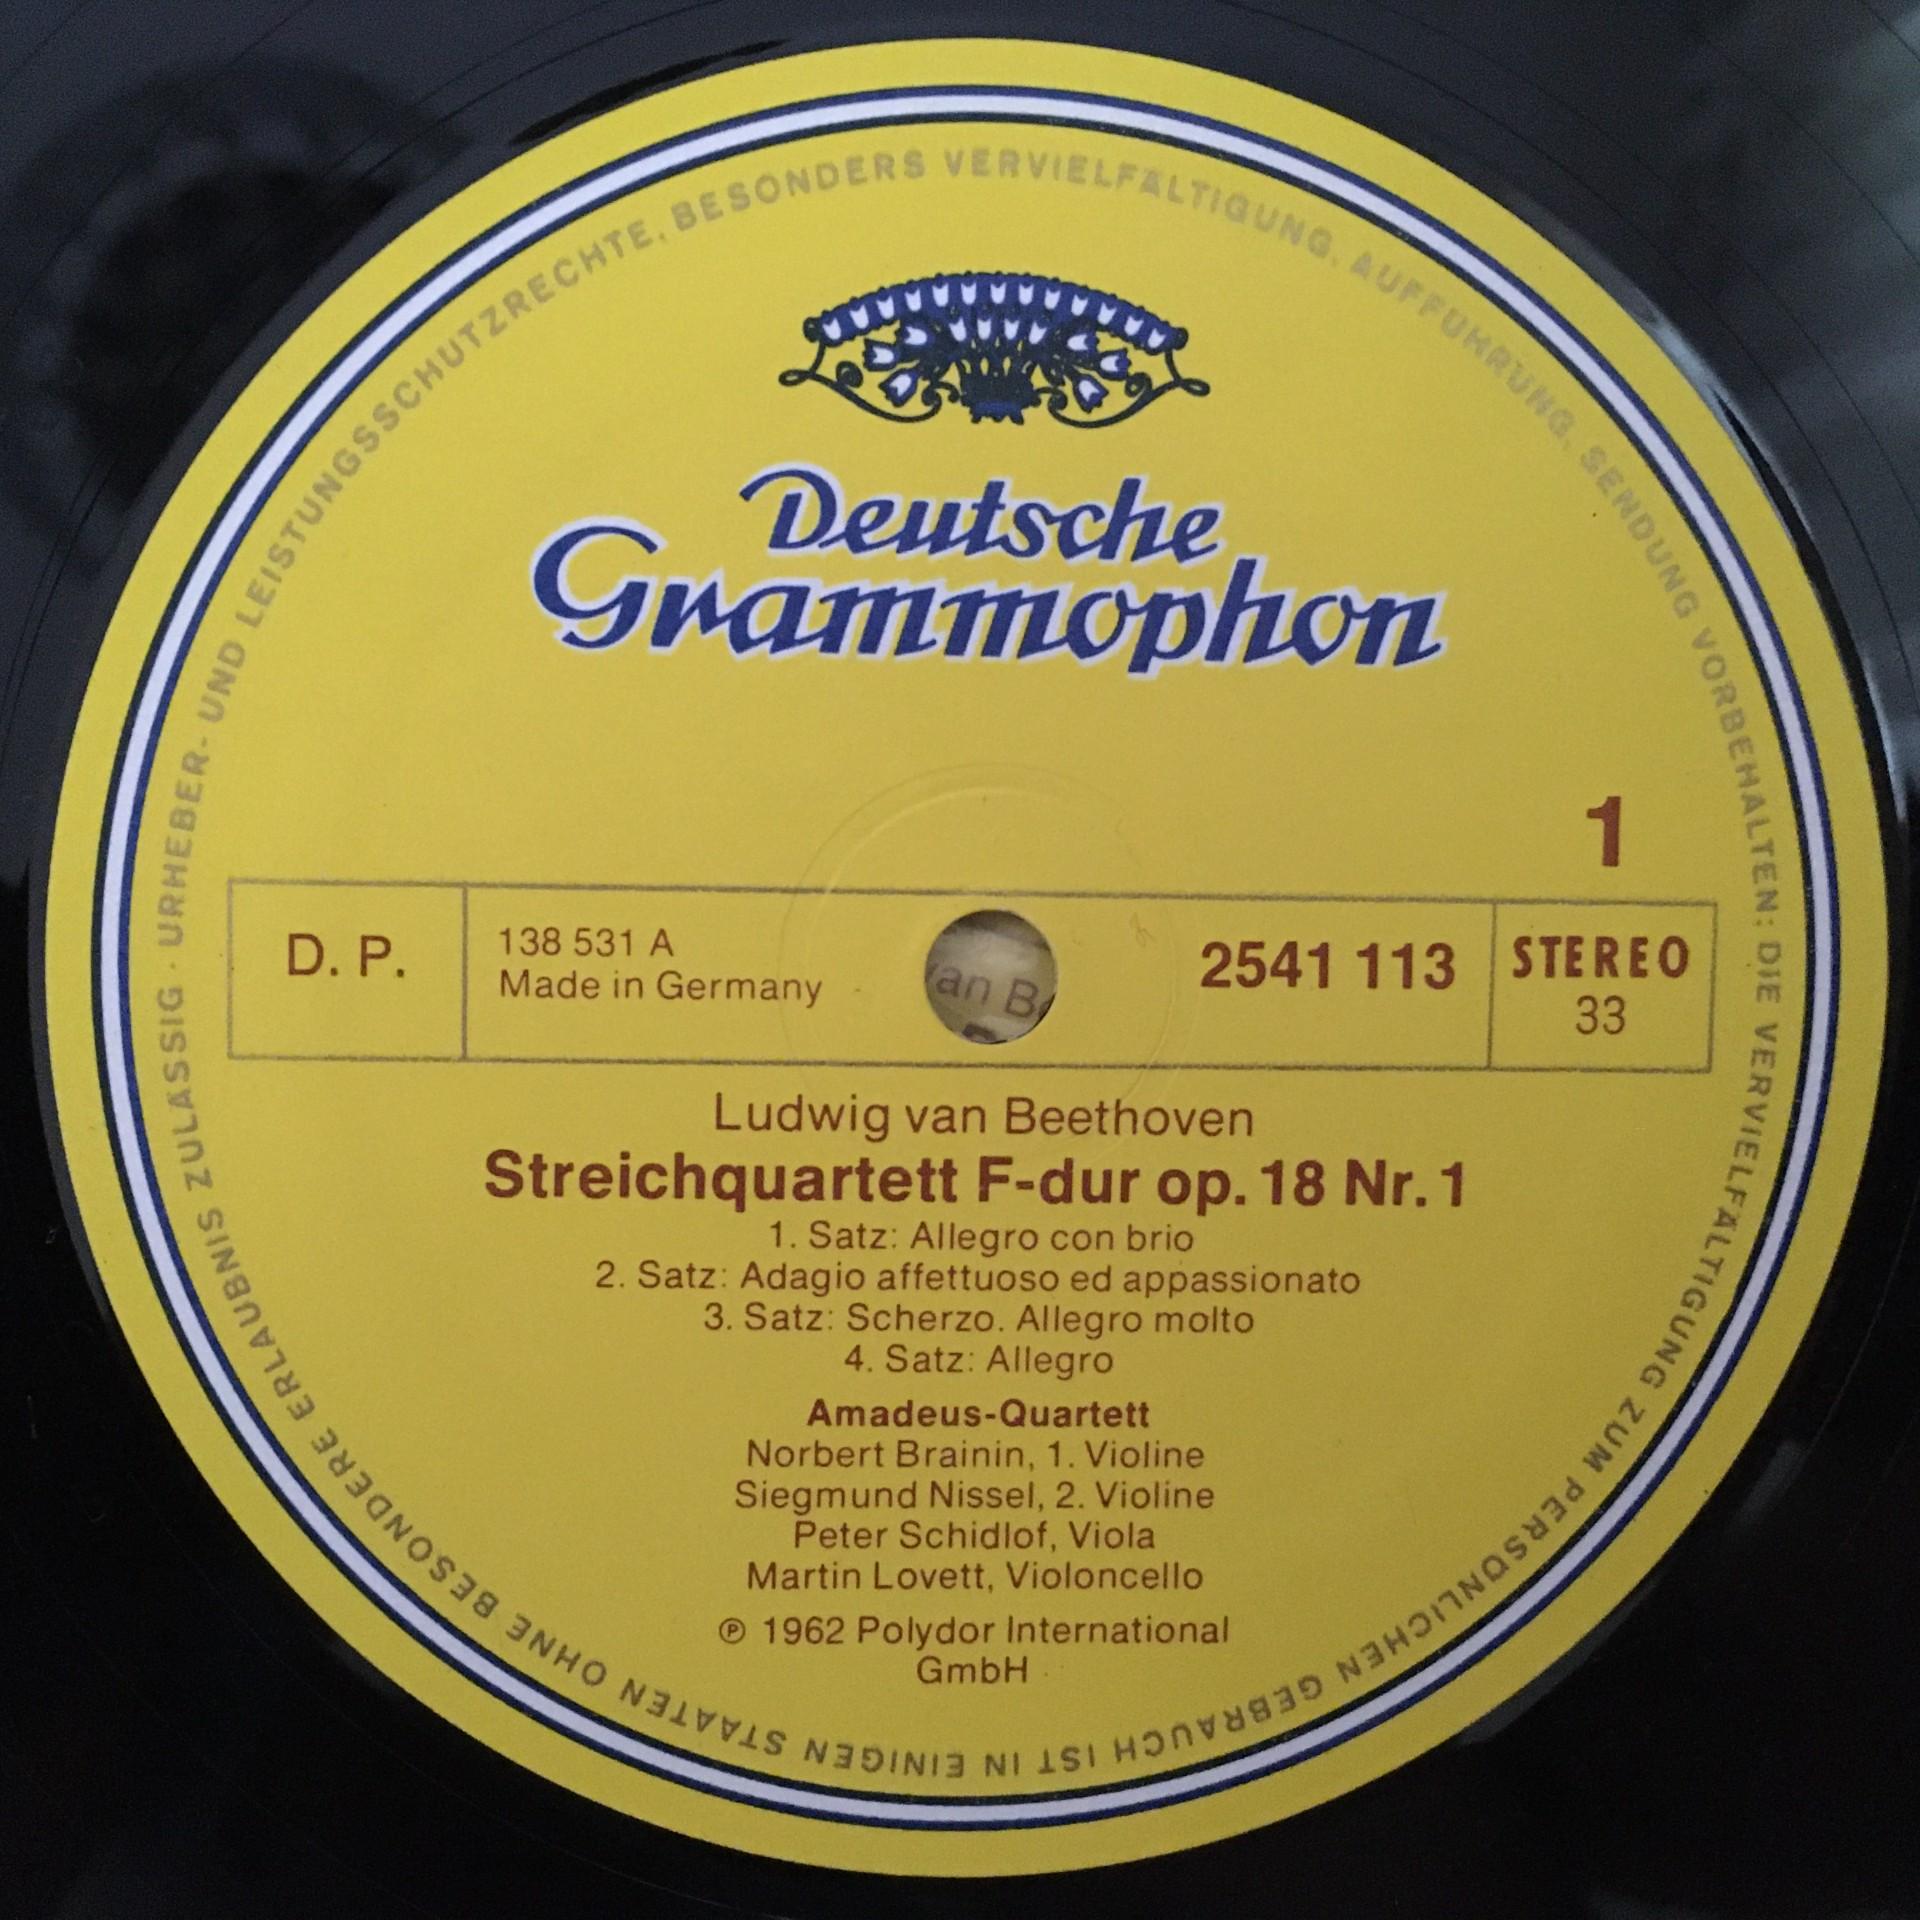 URHEBER- UND LEISTUNGSSCHUTZRECHTE, BESONDERS VERVIELFÄLTIGUNG, AUFFÜHRUNG, SENDUNG VORBEHALTEN: DIE VERVIELFÄLTIGUNG ZUM PERSÖNLICHEN GEBRAUCH IST IN EINIGEN STAATEN OHNE BESONDERE ERLAUBNIS ZULÄSSIG ·
Deutsche
Grammophon
1
D. P.
138 531 A
Made in Germany
an Be
2541 113
STEREO
33
Ludwig van Beethoven
Streichquartett F-dur op. 18 Nr. 1
1. Satz: Allegro con brio
2. Satz: Adagio affettuoso ed appassionato
3. Satz: Scherzo. Allegro molto
4. Satz: Allegro
Amadeus-Quartett
Norbert Brainin, 1. Violine
Siegmund Nissel, 2. Violine
Peter Schidlof, Viola
Martin Lovett, Violoncello
℗ 1962 Polydor International
GmbH